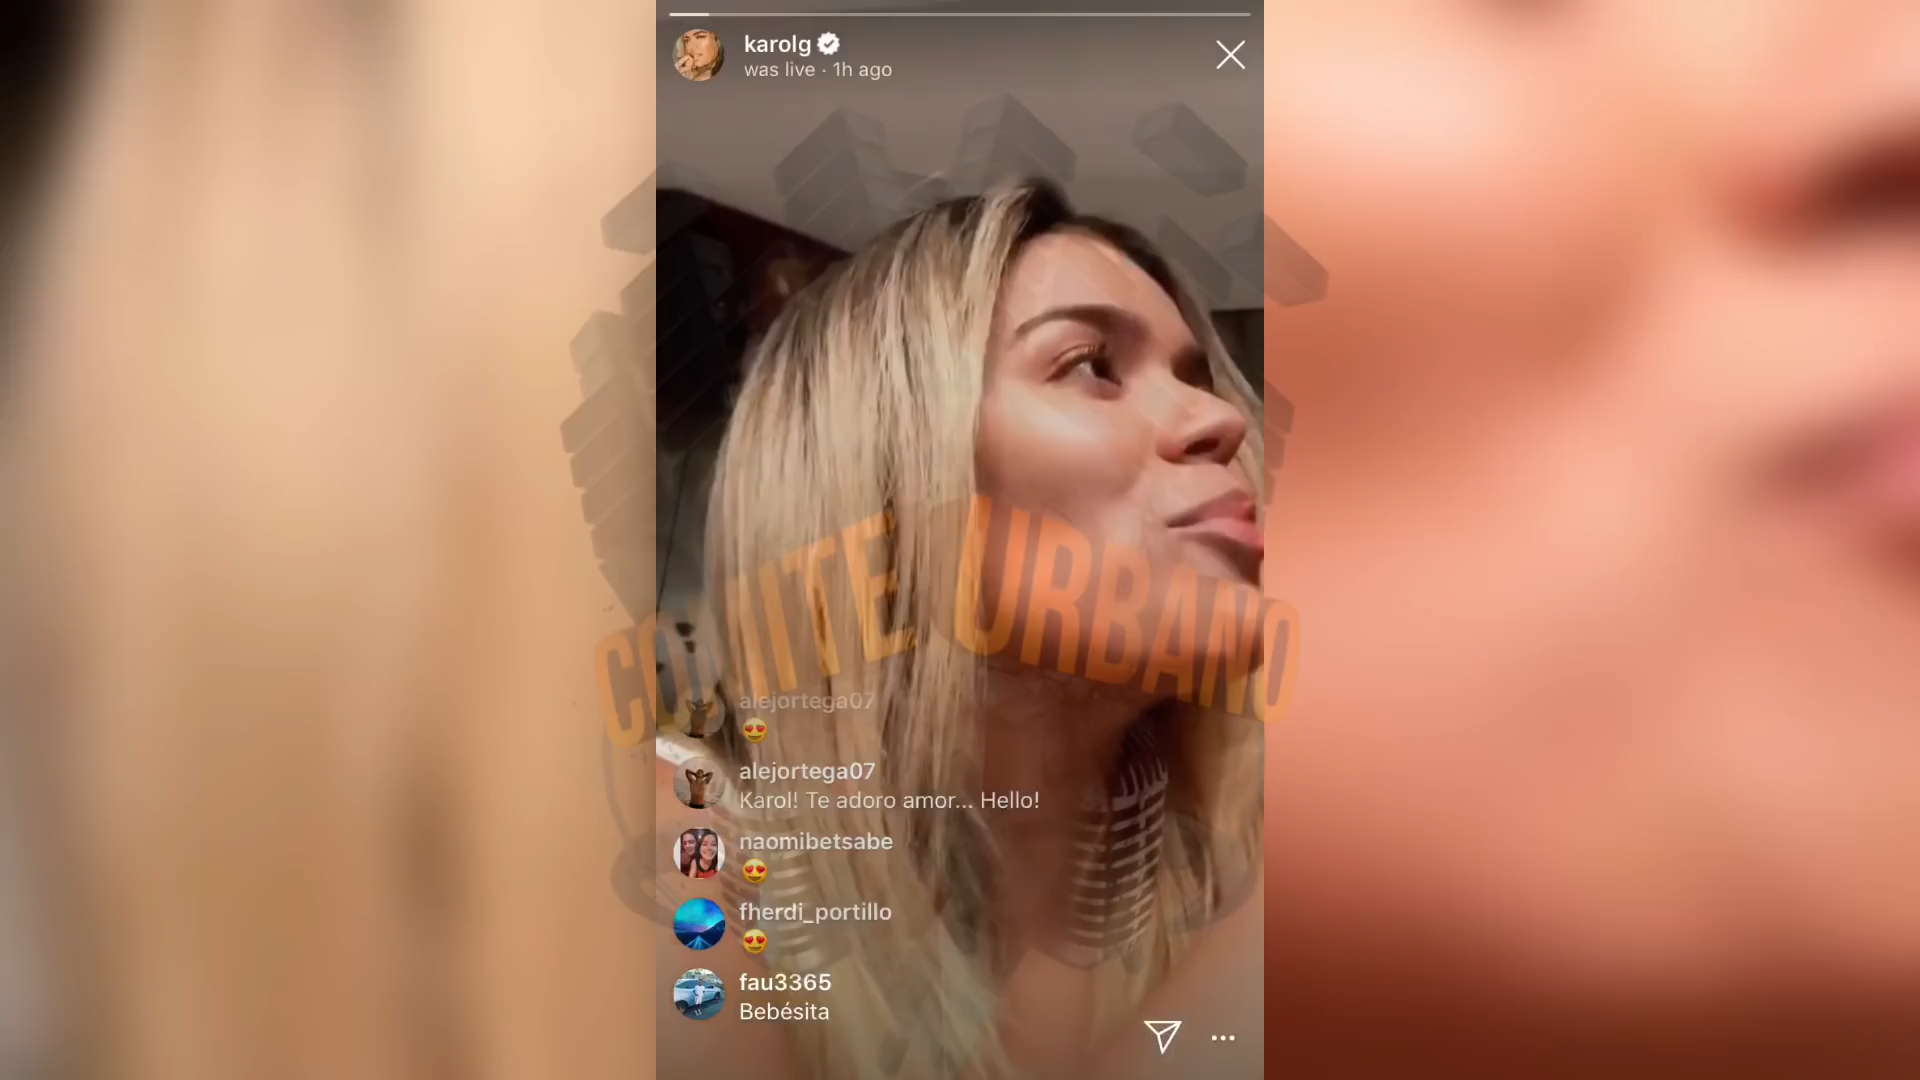 karolg
was live · 1h ago
COMITE URBANO
alejortega07
😍
alejortega07
Karol! Te adoro amor... Hello!
naomibetsabe
😍
fherdi_portillo
😍
fau3365
Bebésita